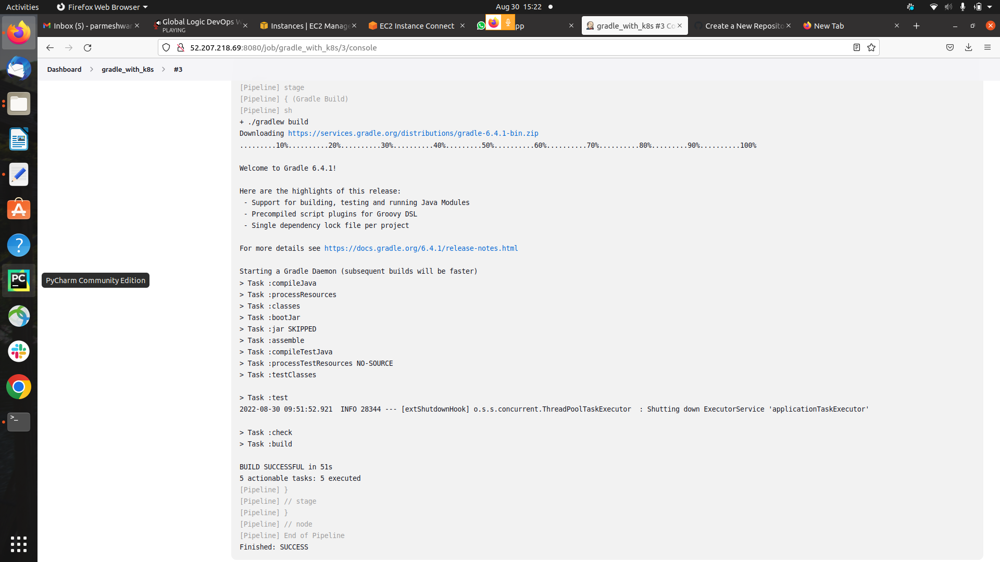 Activities
Firefox Web Browser
Aug 30 15:22
Inbox (5) - parmeshwar
Global Logic DevOps W
PLAYING
Instances | EC2 Manage
EC2 Instance Connect
pp
gradle_with_k8s #3 Co
Create a New Reposito
New Tab
52.207.218.69:8080/job/gradle_with_k8s/3/console
Dashboard
gradle_with_k8s
#3
[Pipeline] stage
[Pipeline] { (Gradle Build)
[Pipeline] sh
+ ./gradlew build
Downloading https://services.gradle.org/distributions/gradle-6.4.1-bin.zip
.........10%..........20%..........30%..........40%.........50%..........60%..........70%..........80%.........90%..........100%
Welcome to Gradle 6.4.1!
Here are the highlights of this release:
- Support for building, testing and running Java Modules
- Precompiled script plugins for Groovy DSL
- Single dependency lock file per project
For more details see https://docs.gradle.org/6.4.1/release-notes.html
Starting a Gradle Daemon (subsequent builds will be faster)
> Task :compileJava
> Task :processResources
> Task :classes
> Task :bootJar
> Task :jar SKIPPED
> Task :assemble
> Task :compileTestJava
> Task :processTestResources NO-SOURCE
> Task :testClasses
> Task :test
2022-08-30 09:51:52.921  INFO 28344 --- [extShutdownHook] o.s.s.concurrent.ThreadPoolTaskExecutor  : Shutting down ExecutorService 'applicationTaskExecutor'
> Task :check
> Task :build
BUILD SUCCESSFUL in 51s
5 actionable tasks: 5 executed
[Pipeline] }
[Pipeline] // stage
[Pipeline] }
[Pipeline] // node
[Pipeline] End of Pipeline
Finished: SUCCESS
PC
PyCharm Community Edition